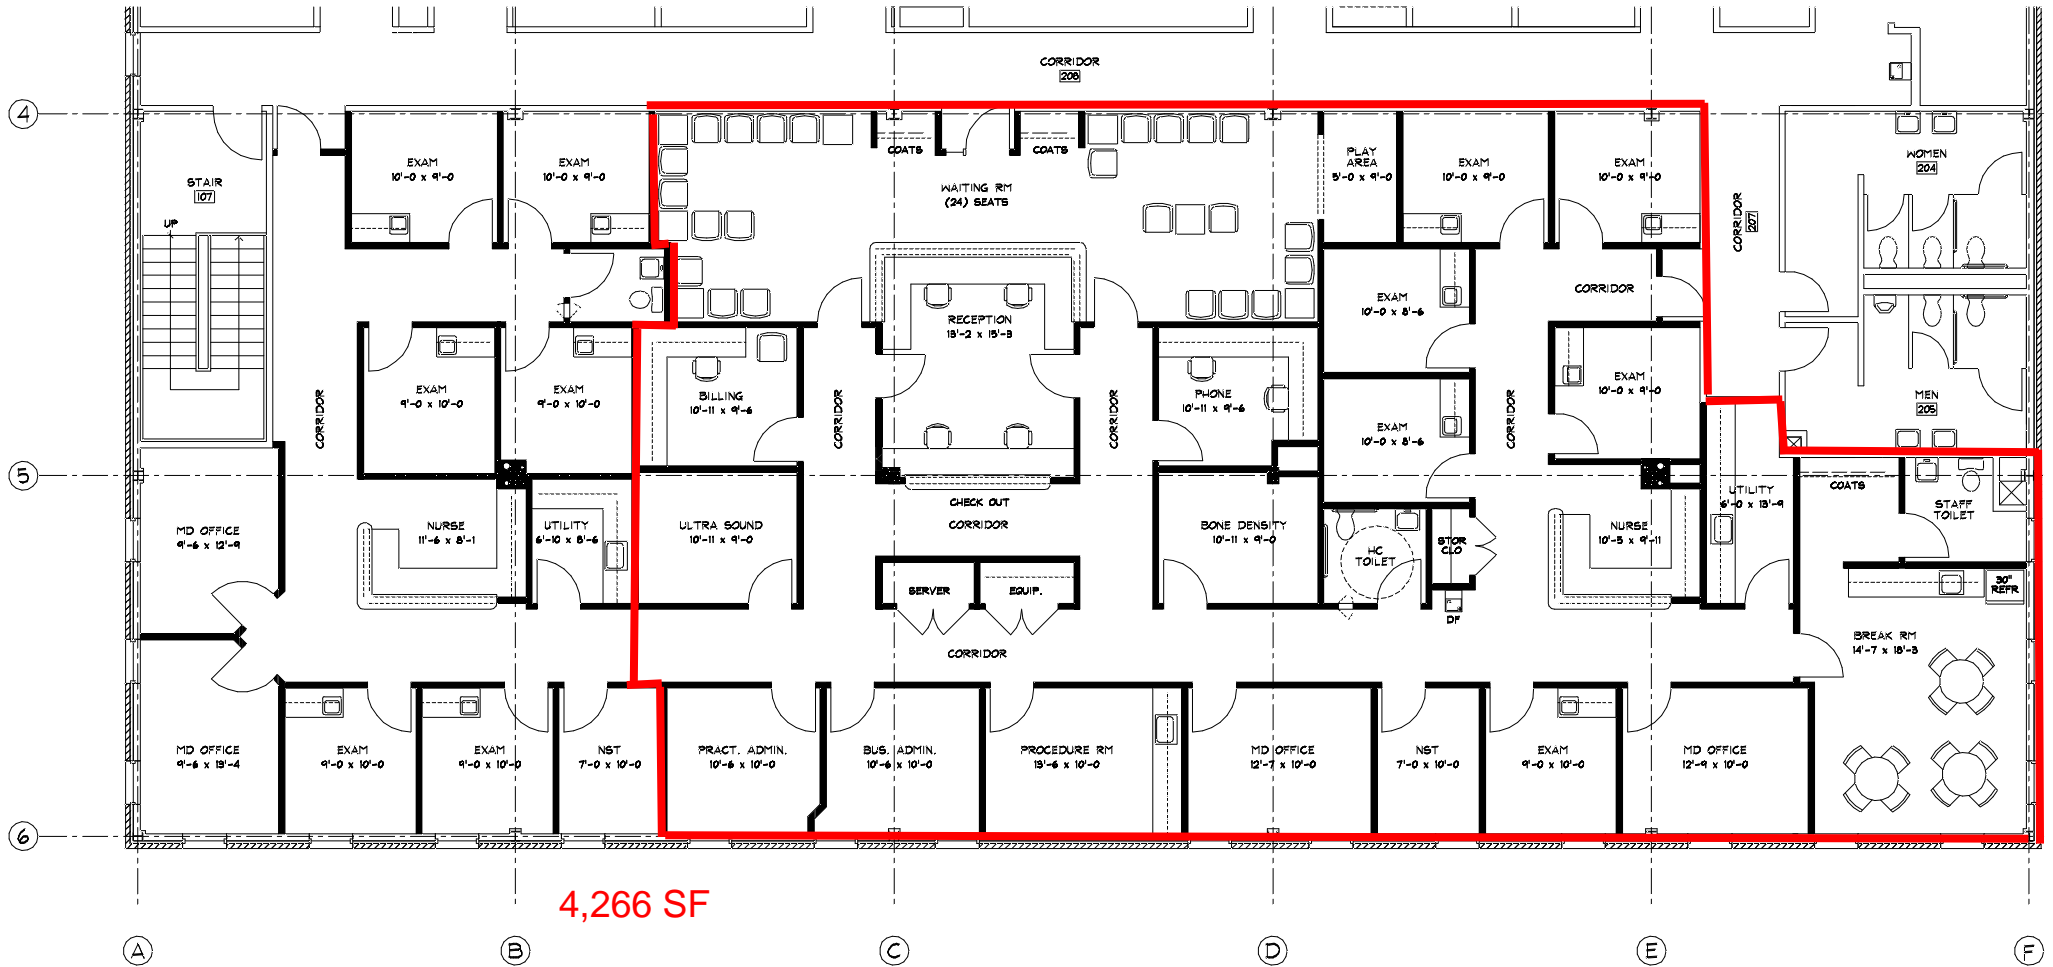 CORRIDOR
208
4
EXAM
10'-0 x 9'-0
EXAM
10'-0 x 9'-0
STAIR
107
UP
COATS
COATS
WAITING RM
(24) SEATS
PLAY
AREA
5'-0 x 9'-0
EXAM
10'-0 x 9'-0
EXAM
10'-0 x 9'-0
CORRIDOR
207
WOMEN
204
RECEPTION
13'-2 x 15'-3
EXAM
10'-0 x 8'-6
CORRIDOR
CORRIDOR
EXAM
9'-0 x 10'-0
EXAM
9'-0 x 10'-0
BILLING
10'-11 x 9'-6
CORRIDOR
CORRIDOR
PHONE
10'-11 x 9'-6
EXAM
10'-0 x 8'-6
CORRIDOR
EXAM
10'-0 x 9'-0
MEN
205
5
MD OFFICE
9'-6 x 12'-9
NURSE
11'-6 x 8'-1
UTILITY
6'-10 x 8'-6
ULTRA SOUND
10'-11 x 9'-0
CHECK OUT
CORRIDOR
BONE DENSITY
10'-11 x 9'-0
HC
TOILET
STOR
CLO
NURSE
10'-5 x 9'-11
UTILITY
6'-0 x 13'-9
COATS
STAFF
TOILET
SERVER
EQUIP.
DF
30"
REFR
CORRIDOR
BREAK RM
14'-7 x 18'-3
MD OFFICE
9'-6 x 13'-4
EXAM
9'-0 x 10'-0
EXAM
9'-0 x 10'-0
NST
7'-0 x 10'-0
PRACT. ADMIN.
10'-6 x 10'-0
BUS. ADMIN.
10'-6 x 10'-0
PROCEDURE RM
13'-6 x 10'-0
MD OFFICE
12'-7 x 10'-0
NST
7'-0 x 10'-0
EXAM
9'-0 x 10'-0
MD OFFICE
12'-9 x 10'-0
6
4,266 SF
A
B
C
D
E
F